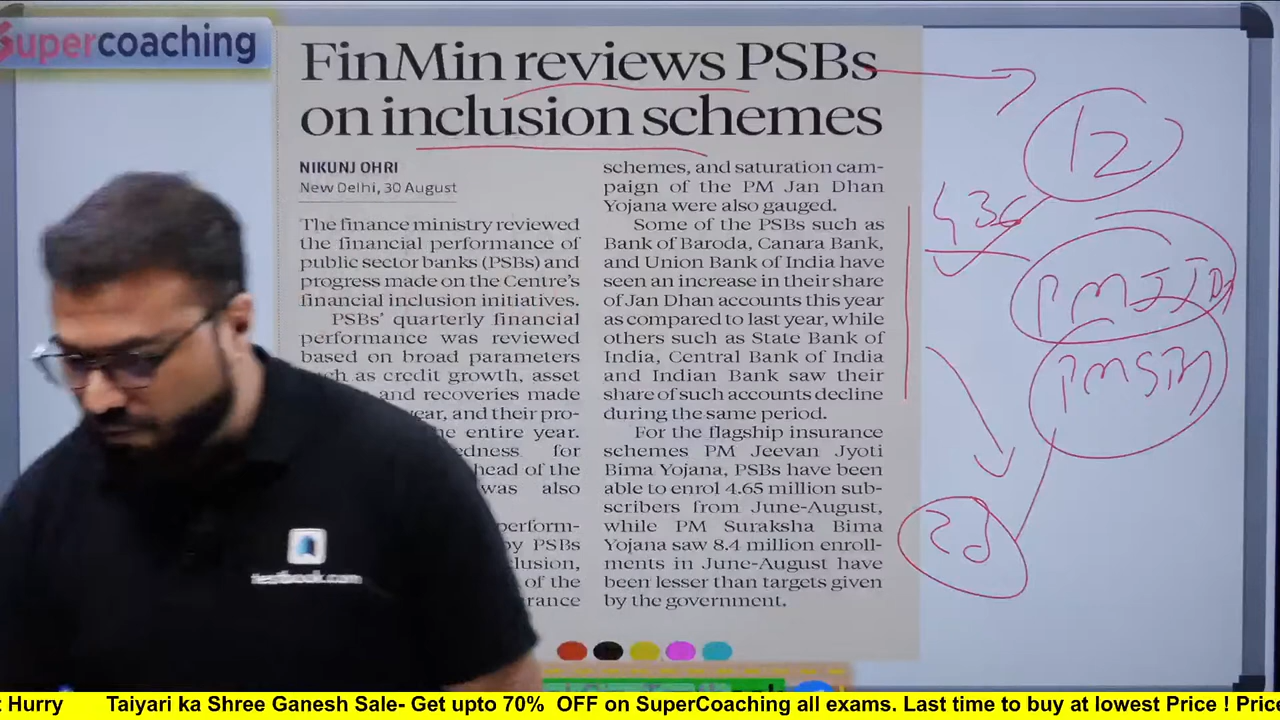 Supercoaching
FinMin reviews PSBs
on inclusion schemes
NIKUNJ OHRI
New Delhi, 30 August
The finance ministry reviewed
the financial performance of
public sector banks (PSBs) and
progress made on the Centre's
financial inclusion initiatives.
PSBs' quarterly financial
performance was reviewed
based on broad parameters
as credit growth, asset
and recoveries made
year, and their pro-
the entire year.
for
head of the
was also
perform-
by PSBs
of the
schemes, and saturation cam-
paign of the PM Jan Dhan
Yojana were also gauged.
Some of the PSBs such as
Bank of Baroda, Canara Bank,
and Union Bank of India have
seen an increase in their share
of Jan Dhan accounts this year
as compared to last year, while
others such as State Bank of
India, Central Bank of India
and Indian Bank saw their
share of such accounts decline
during the same period.
For the flagship insurance
schemes PM Jeevan Jyoti
Bima Yojana, PSBs have been
able to enrol 4.65 million sub-
scribers from June-August,
while PM Suraksha Bima
Yojana saw 8.4 million enroll-
ments in June-August have
been lesser than targets given
by the government.
12
436
testbook.com
Hurry Taiyari ka Shree Ganesh Sale- Get upto 70% OFF on SuperCoaching all exams. Last time to buy at lowest Price !